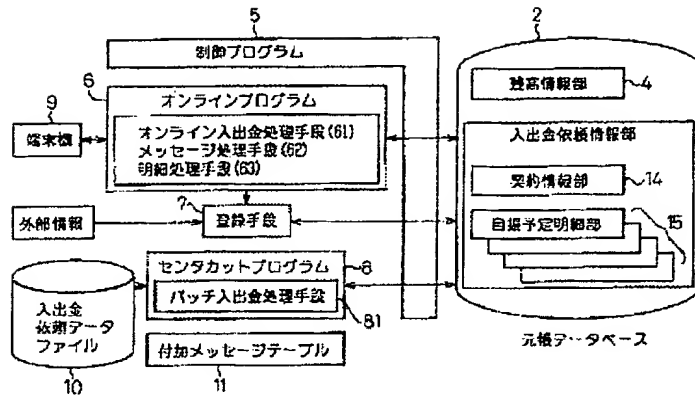 5
制御プログラム
2
残高情報部
4
6
オンラインプログラム
9
端末機
オンライン入出金処理手段(61)
メッセージ処理手段(62)
明細処理手段(63)
入出金依頼情報部
契約情報部
14
7
外部情報
登録手段
自振予定明細部
15
センタカットプログラム
8
バッチ入出金処理手段
81
入出金
依頼データ
ファイル
10
付加メッセージテーブル
11
元帳データベース